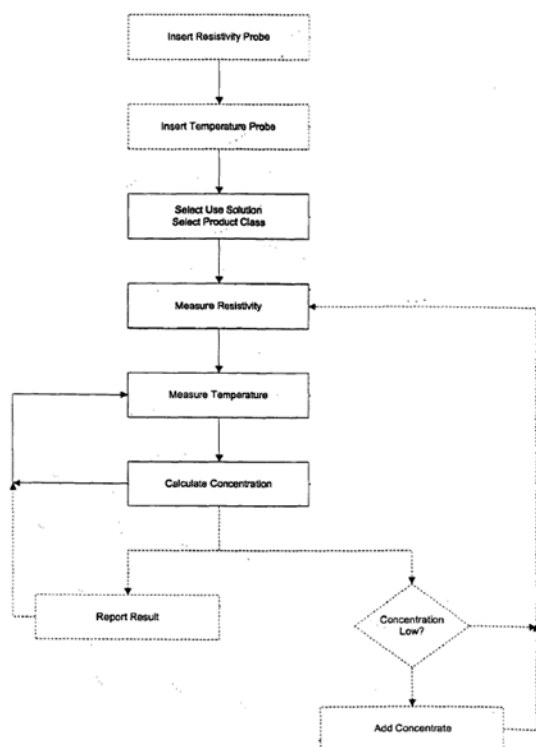 Insert Resistivity Probe
Insert Temperature Probe
Select Use Solution
Select Product Class
Measure Resistivity
Measure Temperature
Calculate Concentration
Report Result
Concentration
Low?
Add Concentrate